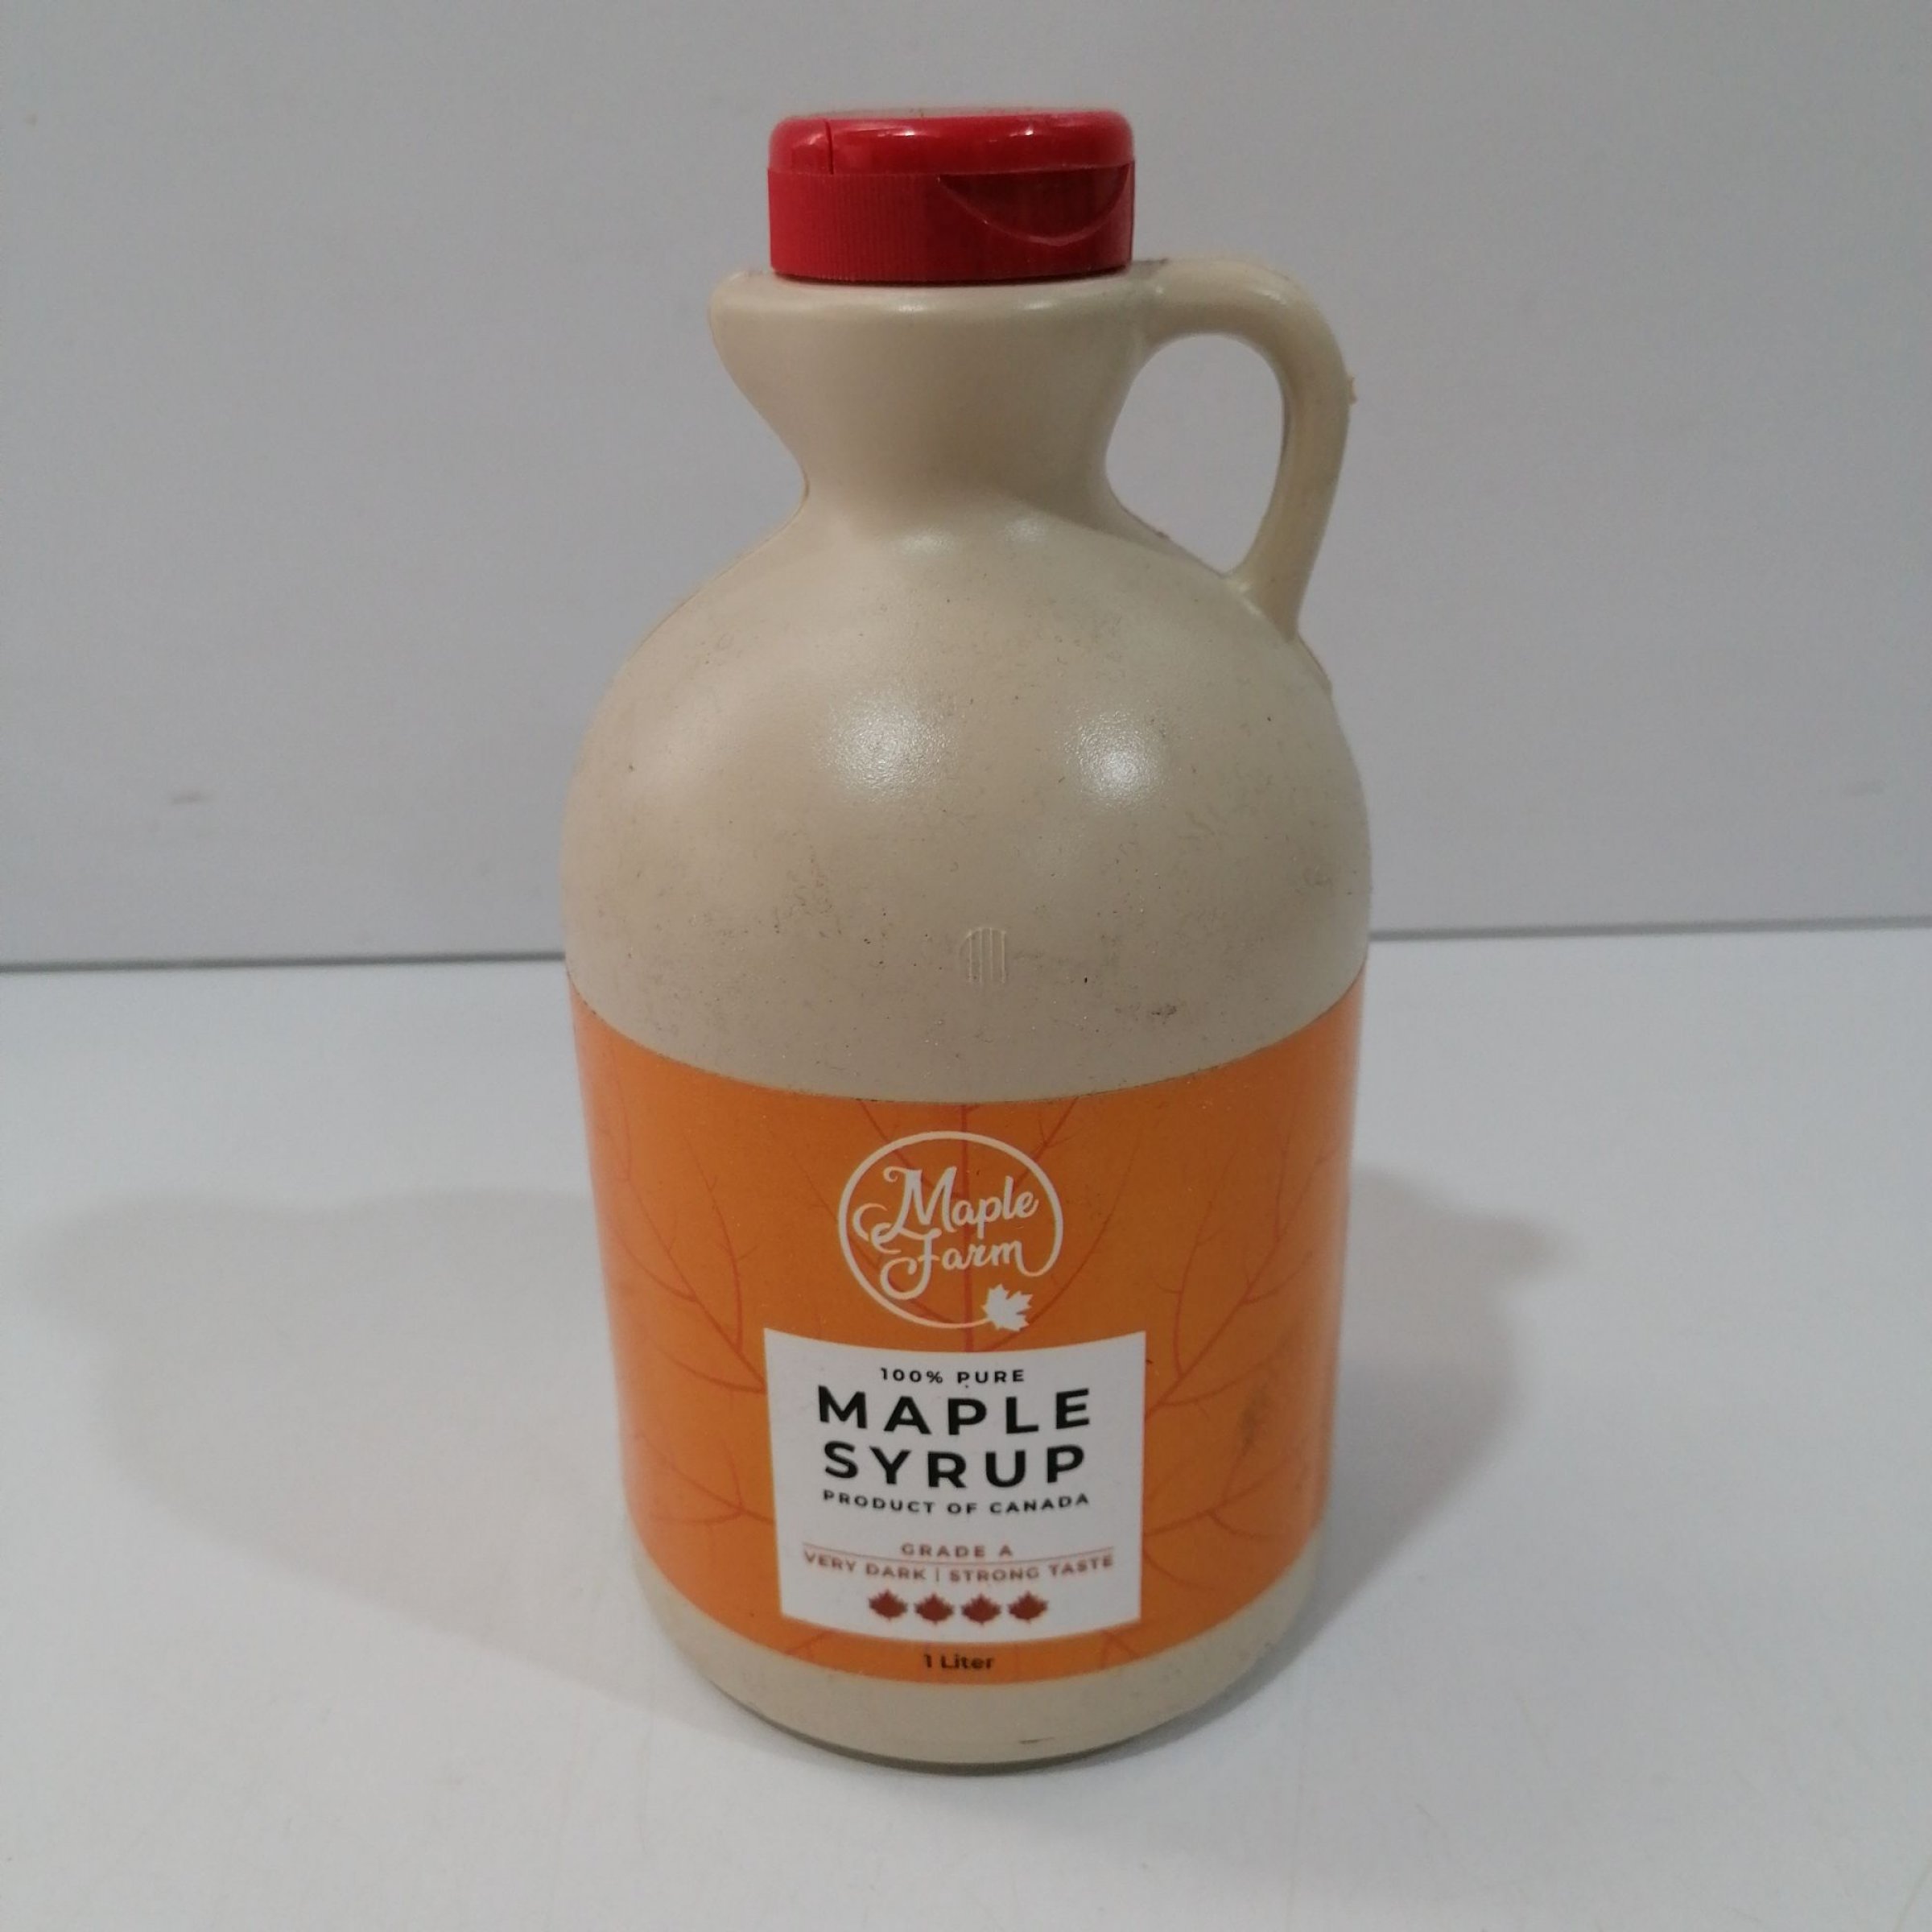 Maple
Farm
100% PURE
MAPLE
SYRUP
PRODUCT OF CANADA
GRADE A
VERY DARK | STRONG TASTE
1 Liter